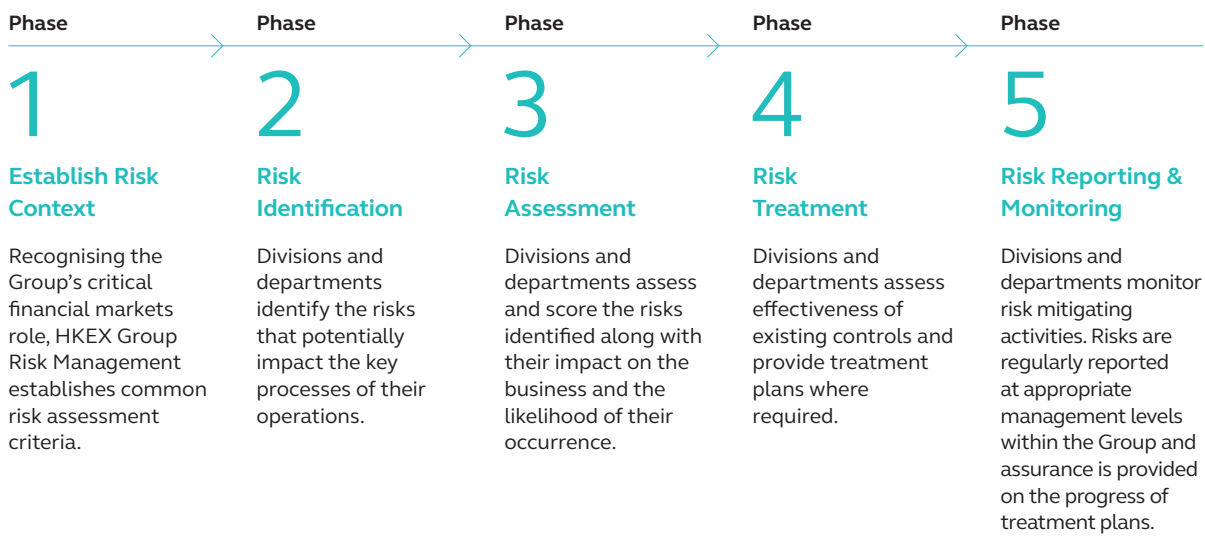 Phase
1
Establish Risk
Context
Recognising the
Group's critical
financial markets
role, HKEX Group
Risk Management
establishes common
risk assessment
criteria.
Phase
2
Risk
Identification
Divisions and
departments
identify the risks
that potentially
impact the key
processes of their
operations.
Phase
3
Risk
Assessment
Divisions and
departments assess
and score the risks
identified along with
their impact on the
business and the
likelihood of their
occurrence.
Phase
4
Risk
Treatment
Divisions and
departments assess
effectiveness of
existing controls and
provide treatment
plans where
required.
Phase
5
Risk Reporting &
Monitoring
Divisions and
departments monitor
risk mitigating
activities. Risks are
regularly reported
at appropriate
management levels
within the Group and
assurance is provided
on the progress of
treatment plans.